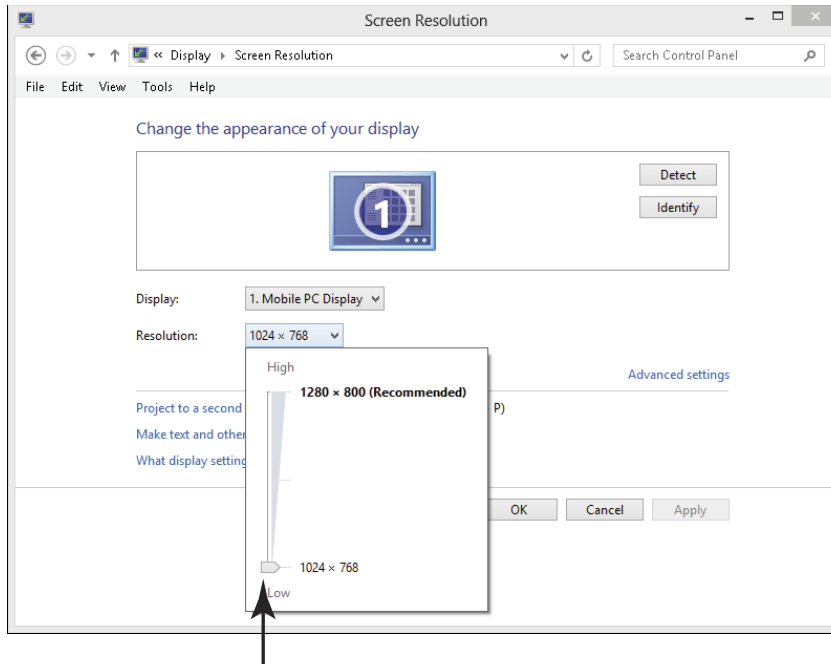 Screen Resolution
« Display Screen Resolution
Search Control Panel
File Edit View Tools Help
Change the appearance of your display
1
Detect
Identify
Display: 1. Mobile PC Display
Resolution: 1024 × 768
High
1280 × 800 (Recommended)
1024 × 768
Low
Advanced settings
Project to a second P)
Make text and other
What display setting
OK Cancel Apply